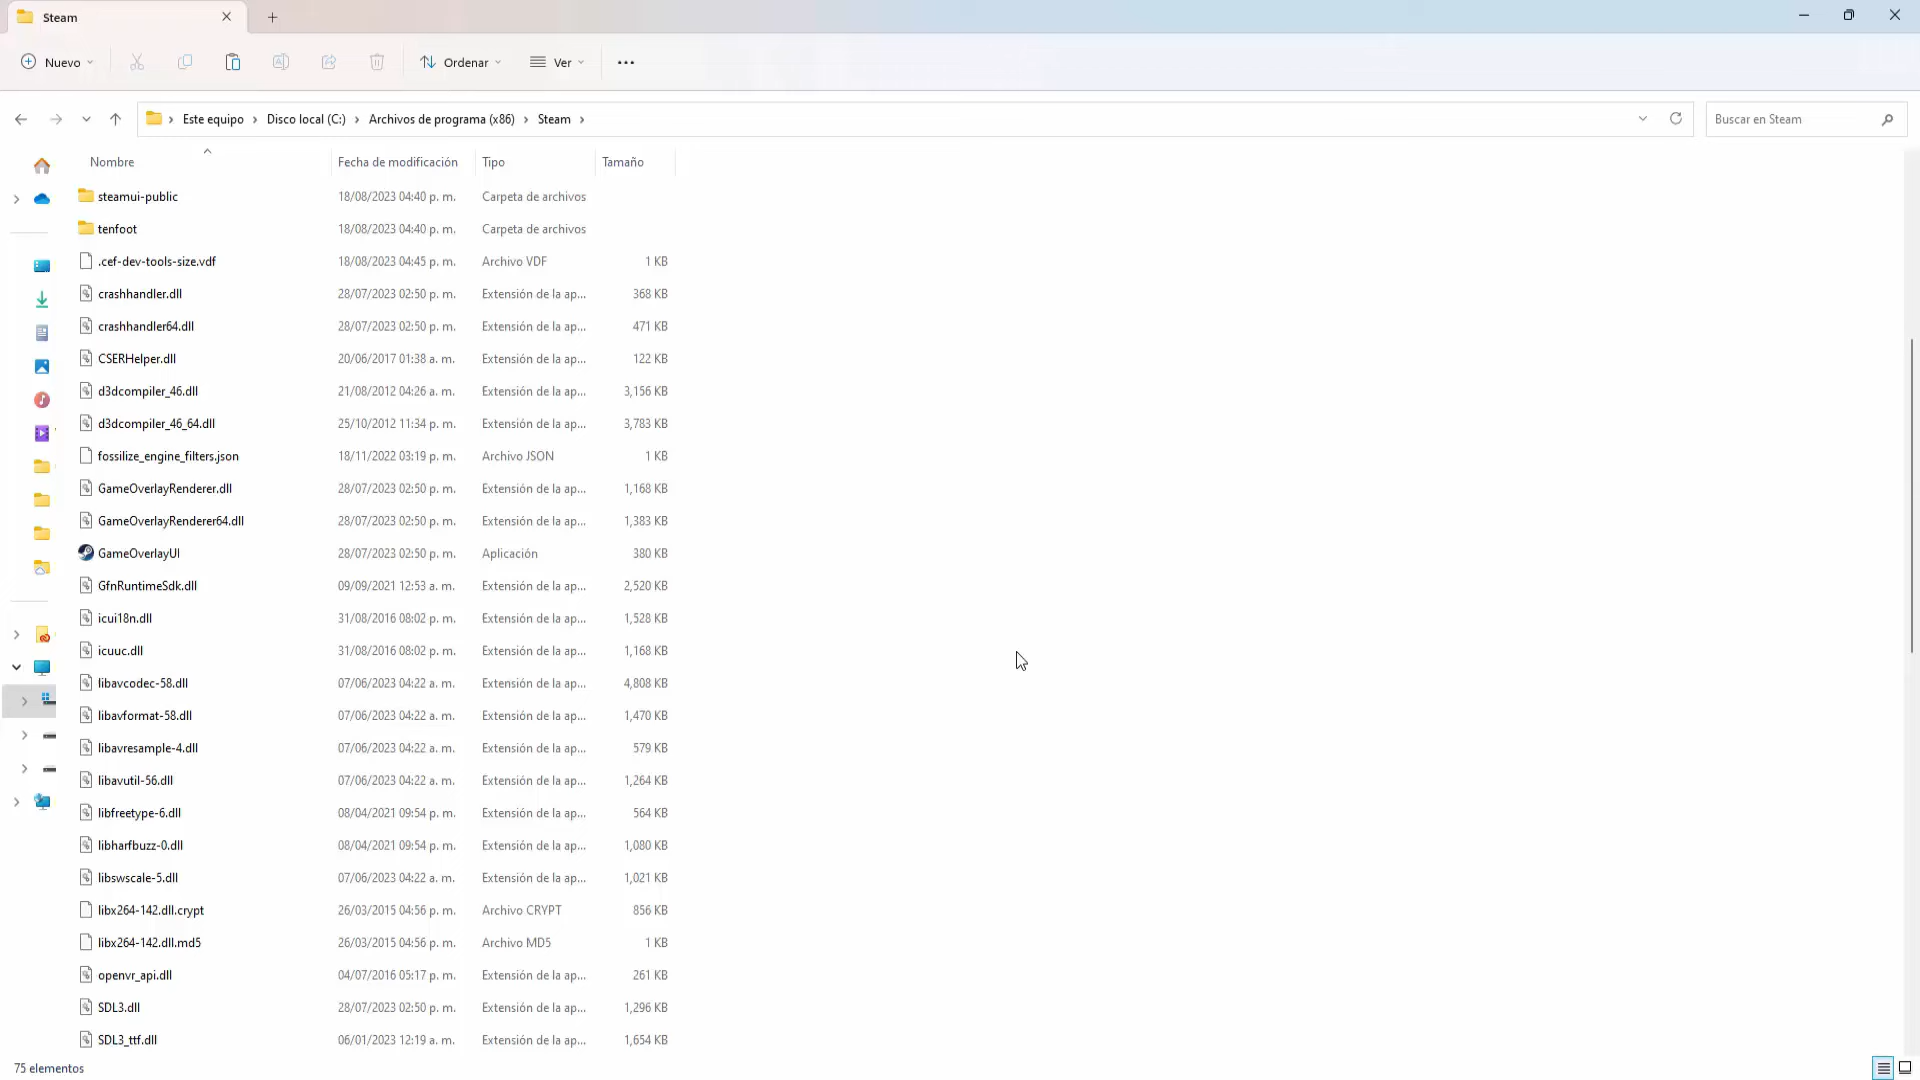 Steam
Nuevo Ordenar Ver
Este equipo Disco local (C:) Archivos de programa (x86) Steam Buscar en Steam
Nombre Fecha de modificación Tipo Tamaño
steamui-public 18/08/2023 04:40 p. m. Carpeta de archivos
tenfoot 18/08/2023 04:40 p. m. Carpeta de archivos
.cef-dev-tools-size.vdf 18/08/2023 04:45 p. m. Archivo VDF 1 KB
crashhandler.dll 28/07/2023 02:50 p. m. Extensión de la ap... 368 KB
crashhandler64.dll 28/07/2023 02:50 p. m. Extensión de la ap... 471 KB
CSERHelper.dll 20/06/2017 01:38 a. m. Extensión de la ap... 122 KB
d3dcompiler_46.dll 21/08/2012 04:26 a. m. Extensión de la ap... 3,156 KB
d3dcompiler_46_64.dll 25/10/2012 11:34 p. m. Extensión de la ap... 3,783 KB
fossilize_engine_filters.json 18/11/2022 03:19 p. m. Archivo JSON 1 KB
GameOverlayRenderer.dll 28/07/2023 02:50 p. m. Extensión de la ap... 1,168 KB
GameOverlayRenderer64.dll 28/07/2023 02:50 p. m. Extensión de la ap... 1,383 KB
GameOverlayUI 28/07/2023 02:50 p. m. Aplicación 380 KB
GfnRuntimeSdk.dll 09/09/2021 12:53 a. m. Extensión de la ap... 2,520 KB
icui18n.dll 31/08/2016 08:02 p. m. Extensión de la ap... 1,528 KB
icuuc.dll 31/08/2016 08:02 p. m. Extensión de la ap... 1,168 KB
libavcodec-58.dll 07/06/2023 04:22 a. m. Extensión de la ap... 4,808 KB
libavformat-58.dll 07/06/2023 04:22 a. m. Extensión de la ap... 1,470 KB
libavresample-4.dll 07/06/2023 04:22 a. m. Extensión de la ap... 579 KB
libavutil-56.dll 07/06/2023 04:22 a. m. Extensión de la ap... 1,264 KB
libfreetype-6.dll 08/04/2021 09:54 p. m. Extensión de la ap... 564 KB
libharfbuzz-0.dll 08/04/2021 09:54 p. m. Extensión de la ap... 1,080 KB
libswscale-5.dll 07/06/2023 04:22 a. m. Extensión de la ap... 1,021 KB
libx264-142.dll.crypt 26/03/2015 04:56 p. m. Archivo CRYPT 856 KB
libx264-142.dll.md5 26/03/2015 04:56 p. m. Archivo MD5 1 KB
openvr_api.dll 04/07/2016 05:17 p. m. Extensión de la ap... 261 KB
SDL3.dll 28/07/2023 02:50 p. m. Extensión de la ap... 1,296 KB
SDL3_ttf.dll 06/01/2023 12:19 a. m. Extensión de la ap... 1,654 KB
75 elementos